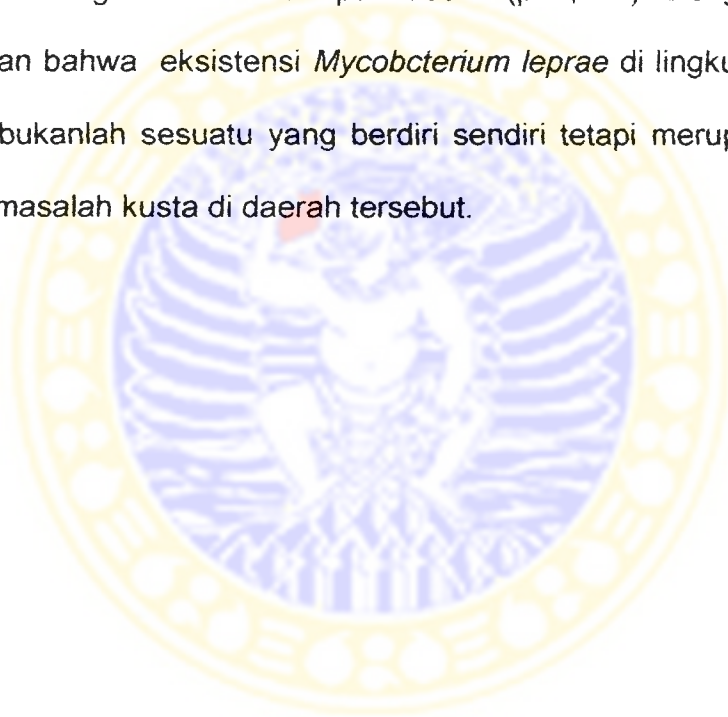 an bahwa eksistensi Mycobcterium leprae di lingku
bukanlah sesuatu yang berdiri sendiri tetapi merup
masalah kusta di daerah tersebut.